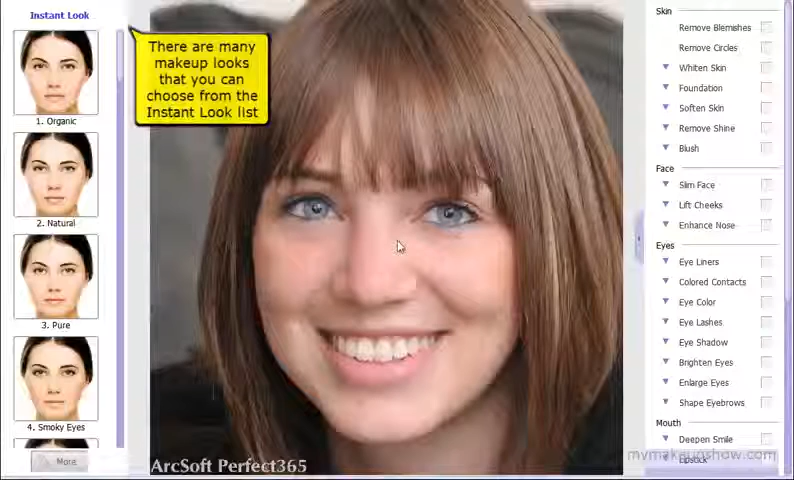 Instant Look
There are many
makeup looks
that you can
choose from the
Instant Look list
1. Organic
2. Natural
3. Pure
4. Smoky Eyes
More
ArcSoft Perfect365
Skin
Remove Blemishes
Remove Circles
Whiten Skin
Foundation
Soften Skin
Remove Shine
Blush
Face
Slim Face
Lift Cheeks
Enhance Nose
Eyes
Eye Liners
Colored Contacts
Eye Color
Eye Lashes
Eye Shadow
Brighten Eyes
Enlarge Eyes
Shape Eyebrows
Mouth
Deepen Smile
Lipstick
mymakeupshow.com